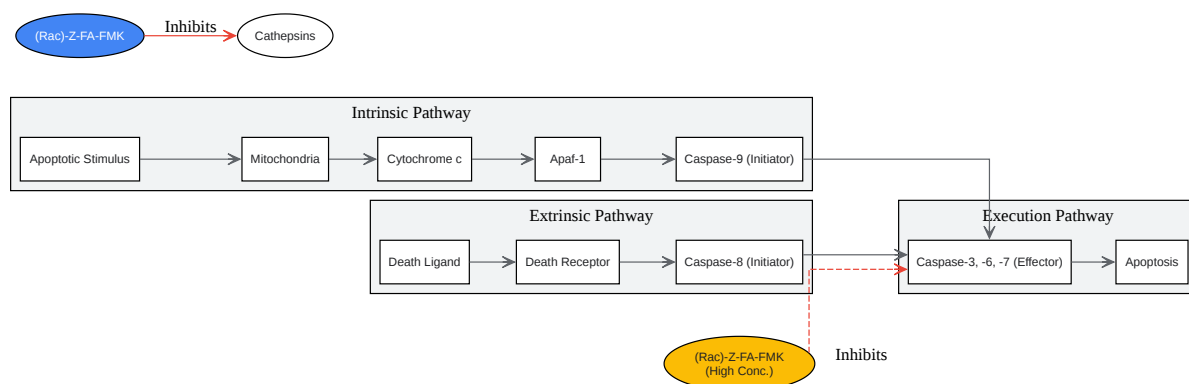 (Rac)-Z-FA-FMK
Inhibits
Cathepsins
Intrinsic Pathway
Apoptotic Stimulus
Mitochondria
Cytochrome c
Apaf-1
Caspase-9 (Initiator)
Extrinsic Pathway
Death Ligand
Death Receptor
Caspase-8 (Initiator)
Execution Pathway
Caspase-3, -6, -7 (Effector)
Apoptosis
(Rac)-Z-FA-FMK
(High Conc.)
Inhibits